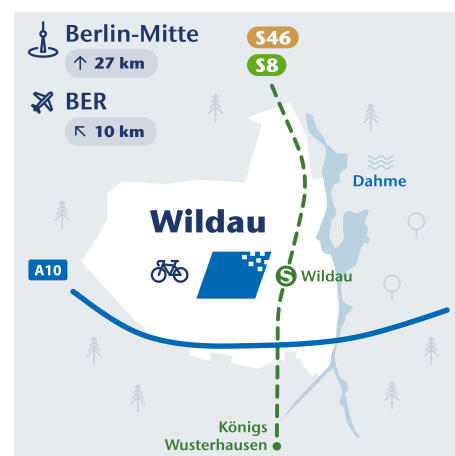 Berlin-Mitte
↑ 27 km
BER
↖ 10 km
S46
S8
Dahme
Wildau
A10
S
Wildau
Königs
Wusterhausen